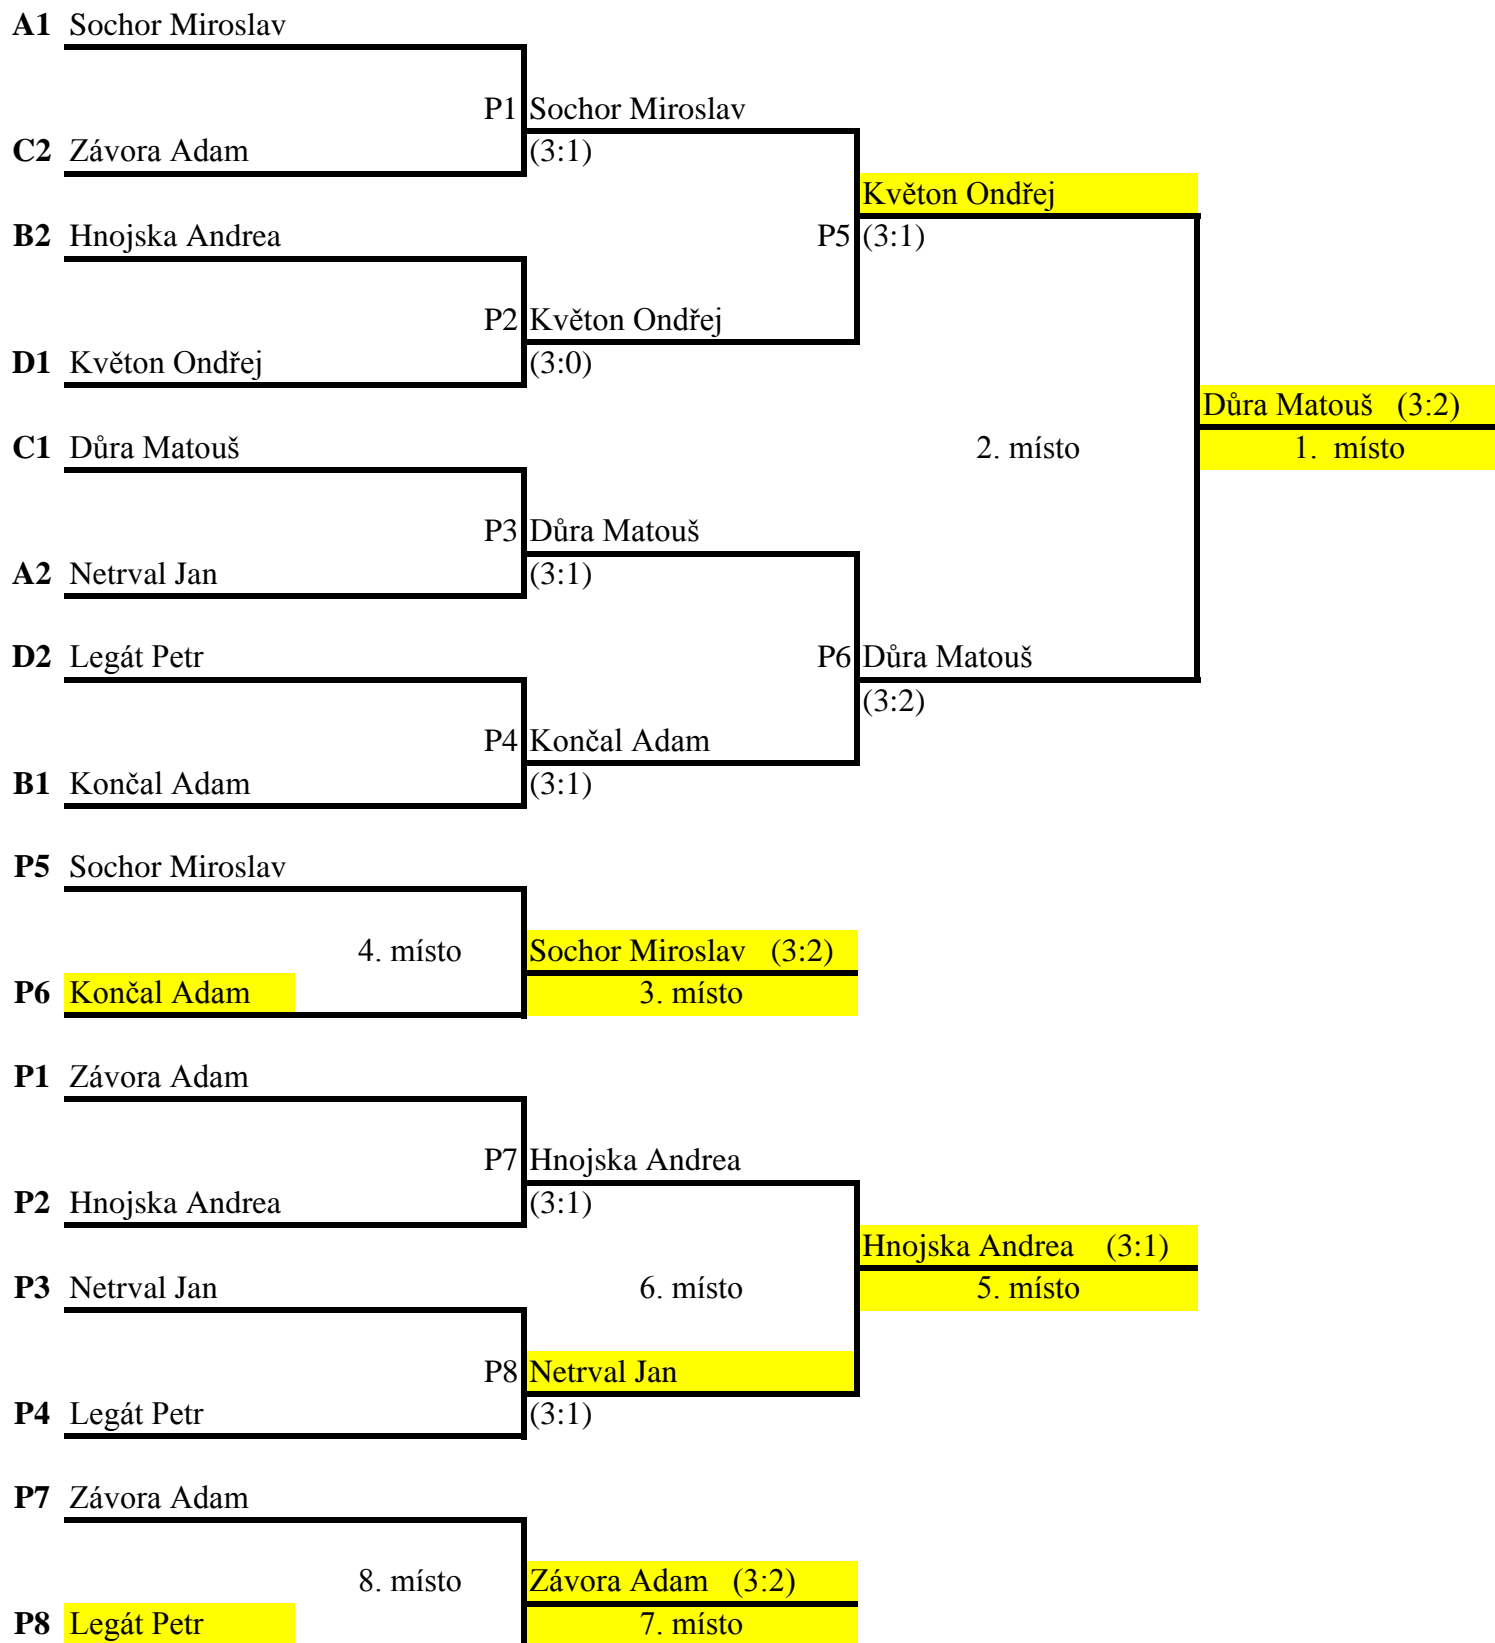 A1 Sochor Miroslav
P1 Sochor Miroslav
C2 Závora Adam (3:1)
Květon Ondřej
B2 Hnojska Andrea P5 (3:1)
P2 Květon Ondřej
D1 Květon Ondřej (3:0)
Důra Matouš (3:2)
C1 Důra Matouš 2. místo 1. místo
P3 Důra Matouš
A2 Netrval Jan (3:1)
D2 Legát Petr P6 Důra Matouš
(3:2)
P4 Končal Adam
B1 Končal Adam (3:1)
P5 Sochor Miroslav
4. místo Sochor Miroslav (3:2)
P6 Končal Adam 3. místo
P1 Závora Adam
P7 Hnojska Andrea
P2 Hnojska Andrea (3:1)
Hnojska Andrea (3:1)
P3 Netrval Jan 6. místo 5. místo
P8 Netrval Jan
P4 Legát Petr (3:1)
P7 Závora Adam
8. místo Závora Adam (3:2)
P8 Legát Petr 7. místo